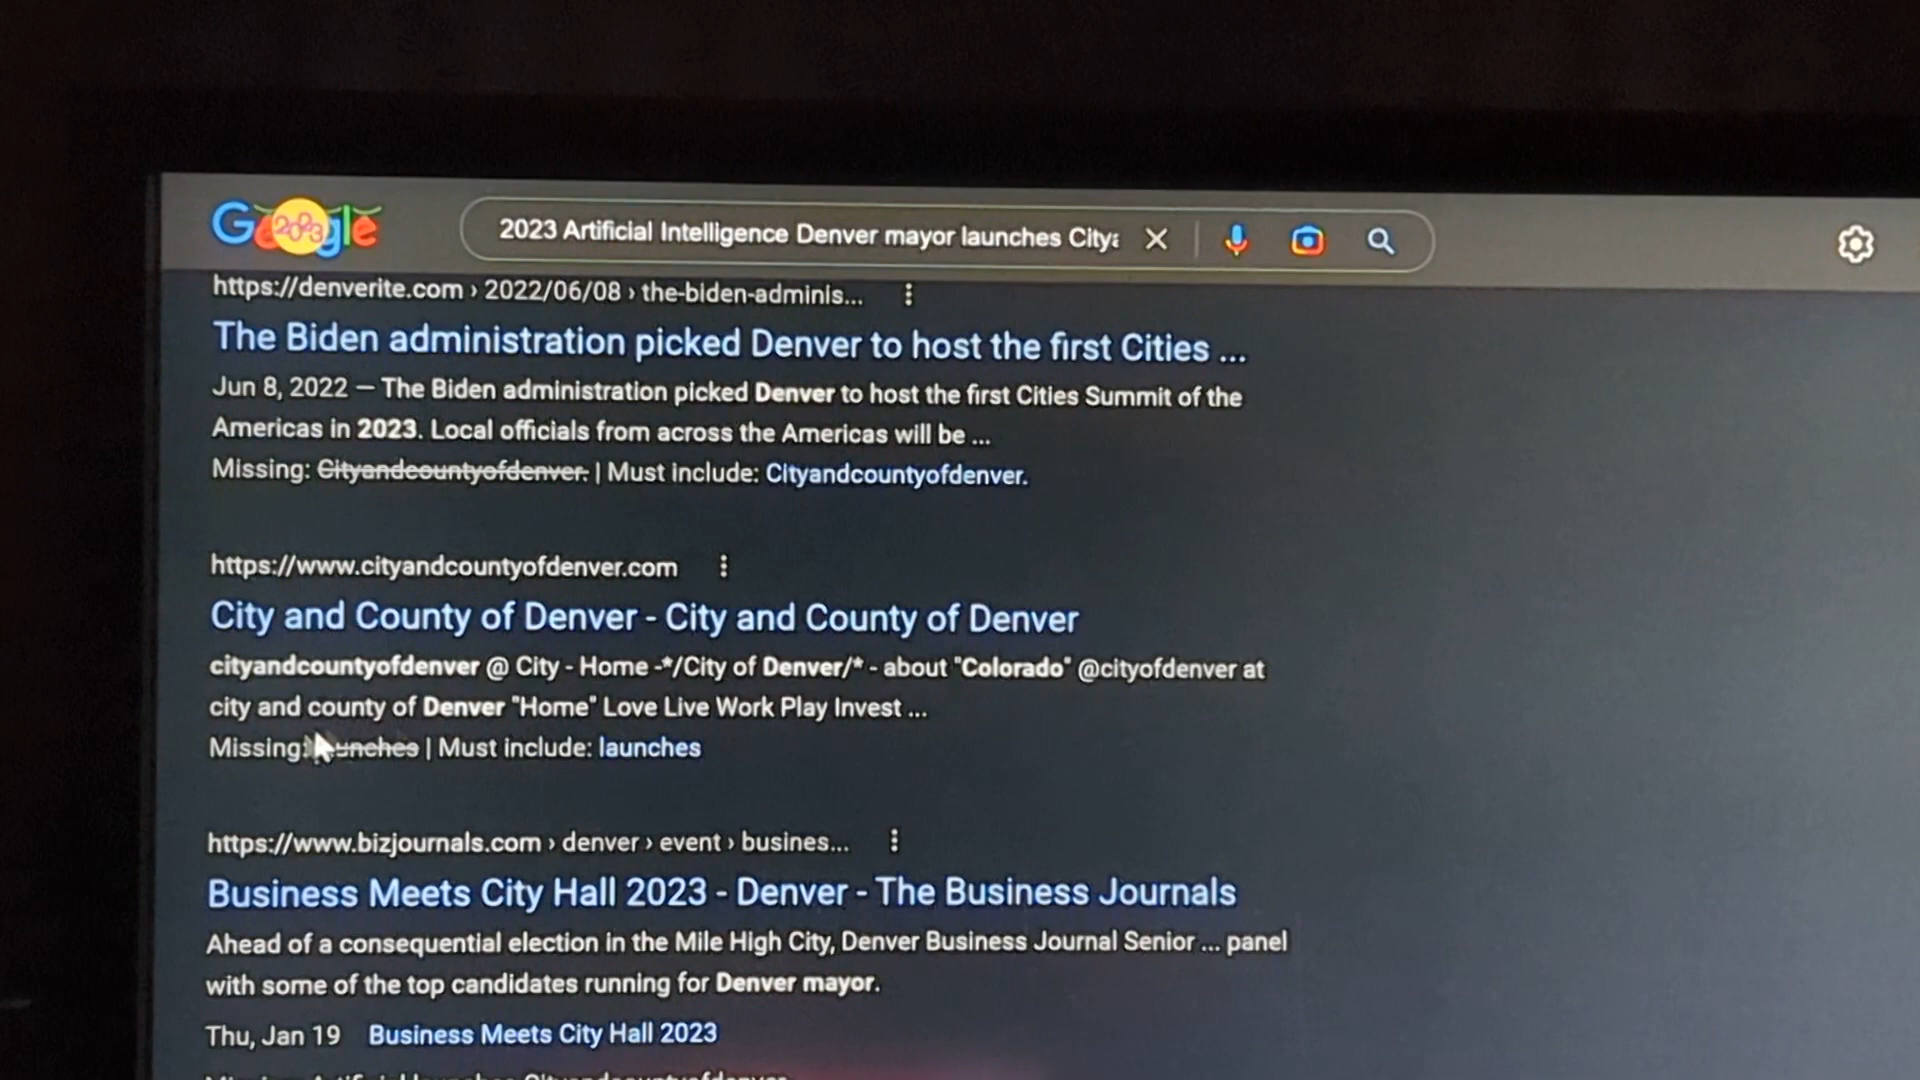 Google 2023
2023 Artificial Intelligence Denver mayor launches City
https://denverite.com › 2022/06/08 › the-biden-adminis...
The Biden administration picked Denver to host the first Cities ...
Jun 8, 2022 — The Biden administration picked Denver to host the first Cities Summit of the
Americas in 2023. Local officials from across the Americas will be ...
Missing: Cityandcountyofdenver. | Must include: Cityandcountyofdenver.
https://www.cityandcountyofdenver.com
City and County of Denver - City and County of Denver
cityandcountyofdenver @ City - Home -*/City of Denver/* - about "Colorado" @cityofdenver at
city and county of Denver "Home" Love Live Work Play Invest ...
Missing: launches | Must include: launches
https://www.bizjournals.com › denver › event › busines...
Business Meets City Hall 2023 - Denver - The Business Journals
Ahead of a consequential election in the Mile High City, Denver Business Journal Senior ... panel
with some of the top candidates running for Denver mayor.
Thu, Jan 19 Business Meets City Hall 2023